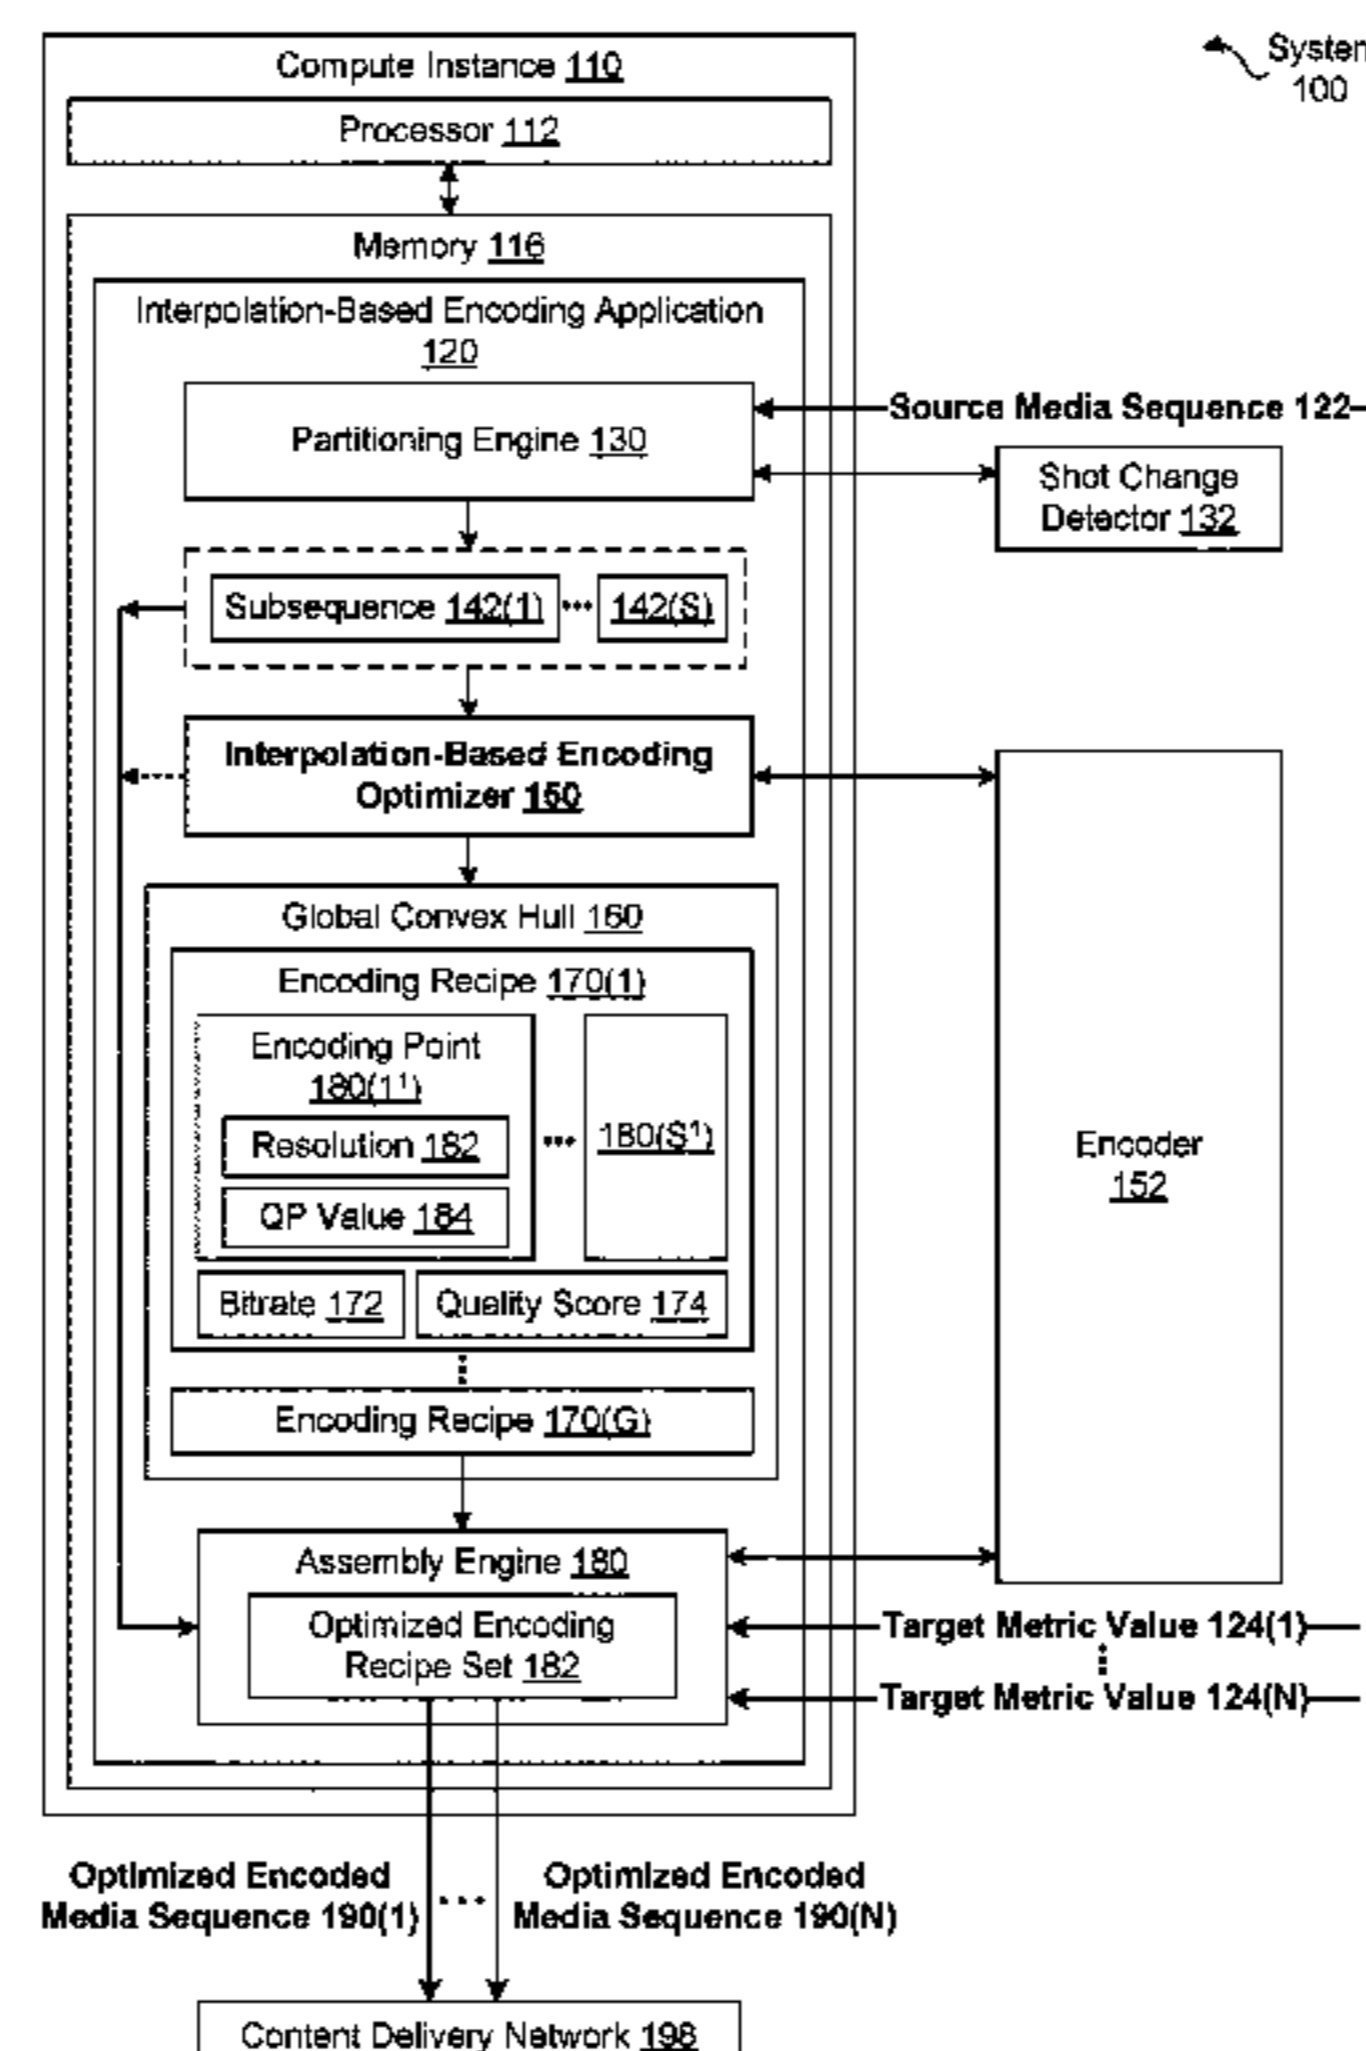 System
100
Compute Instance 110
Processor 112
Memory 116
Interpolation-Based Encoding Application
120
Source Media Sequence 122
Partitioning Engine 130
Shot Change
Detector 132
Subsequence 142(1) ••• 142(S)
Interpolation-Based Encoding
Optimizer 150
Global Convex Hull 160
Encoding Recipe 170(1)
Encoding Point
180(1¹)
Resolution 182
QP Value 184
••• 180(S¹)
Encoder
152
Bitrate 172
Quality Score 174
Encoding Recipe 170(G)
Assembly Engine 180
Optimized Encoding
Recipe Set 182
Target Metric Value 124(1)
Target Metric Value 124(N)
Optimized Encoded
Media Sequence 190(1)
•••
Optimized Encoded
Media Sequence 190(N)
Content Delivery Network 198